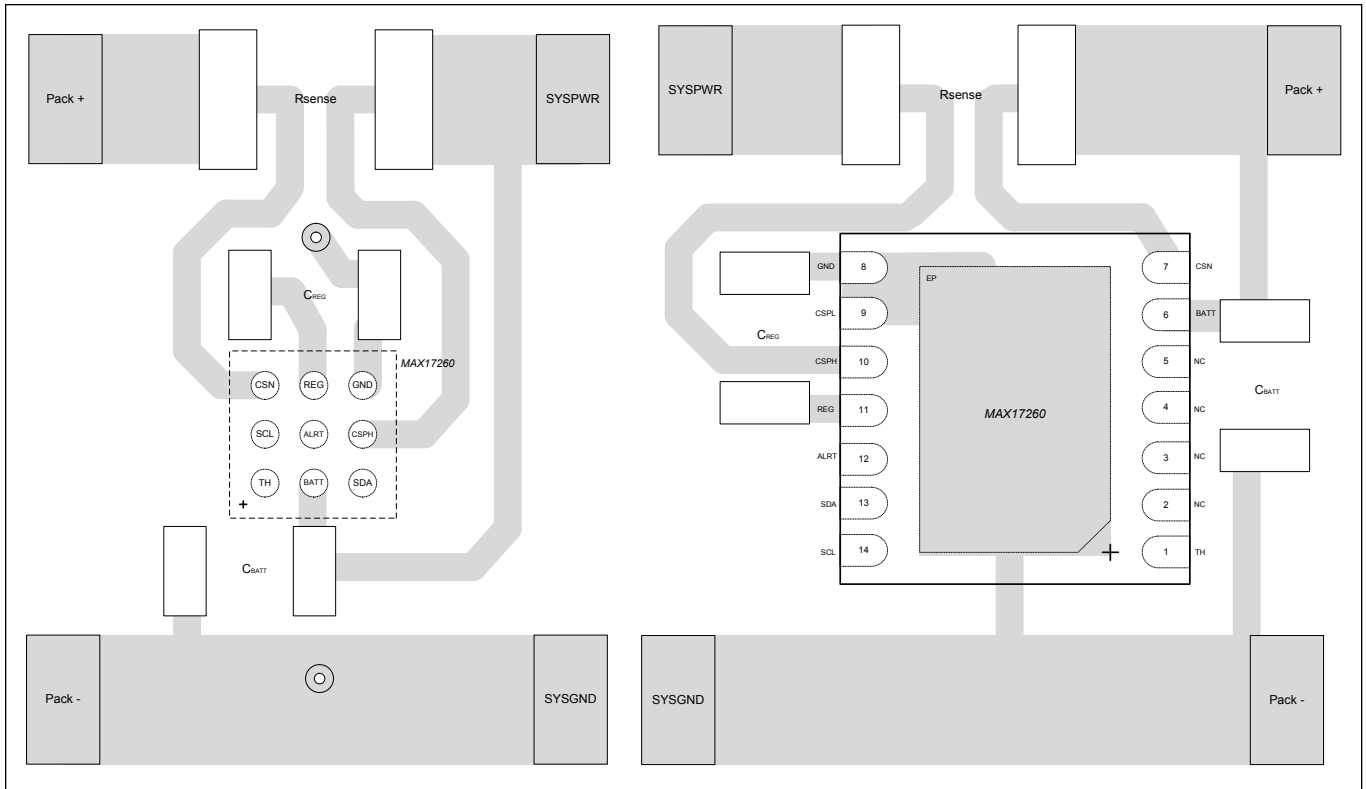 Pack +
Rsense
SYSPWR
CREG
MAX17260
CSN REG GND
SCL ALRT CSPH
TH BATT SDA
+
CBATT
Pack -
SYSGND
SYSPWR
Rsense
Pack +
GND 8
CSPL 9
CSPH 10
REG 11
ALRT 12
SDA 13
SCL 14
CREG
EP
MAX17260
+
7 CSN
6 BATT
5 NC
4 NC
3 NC
2 NC
1 TH
CBATT
SYSGND
Pack -